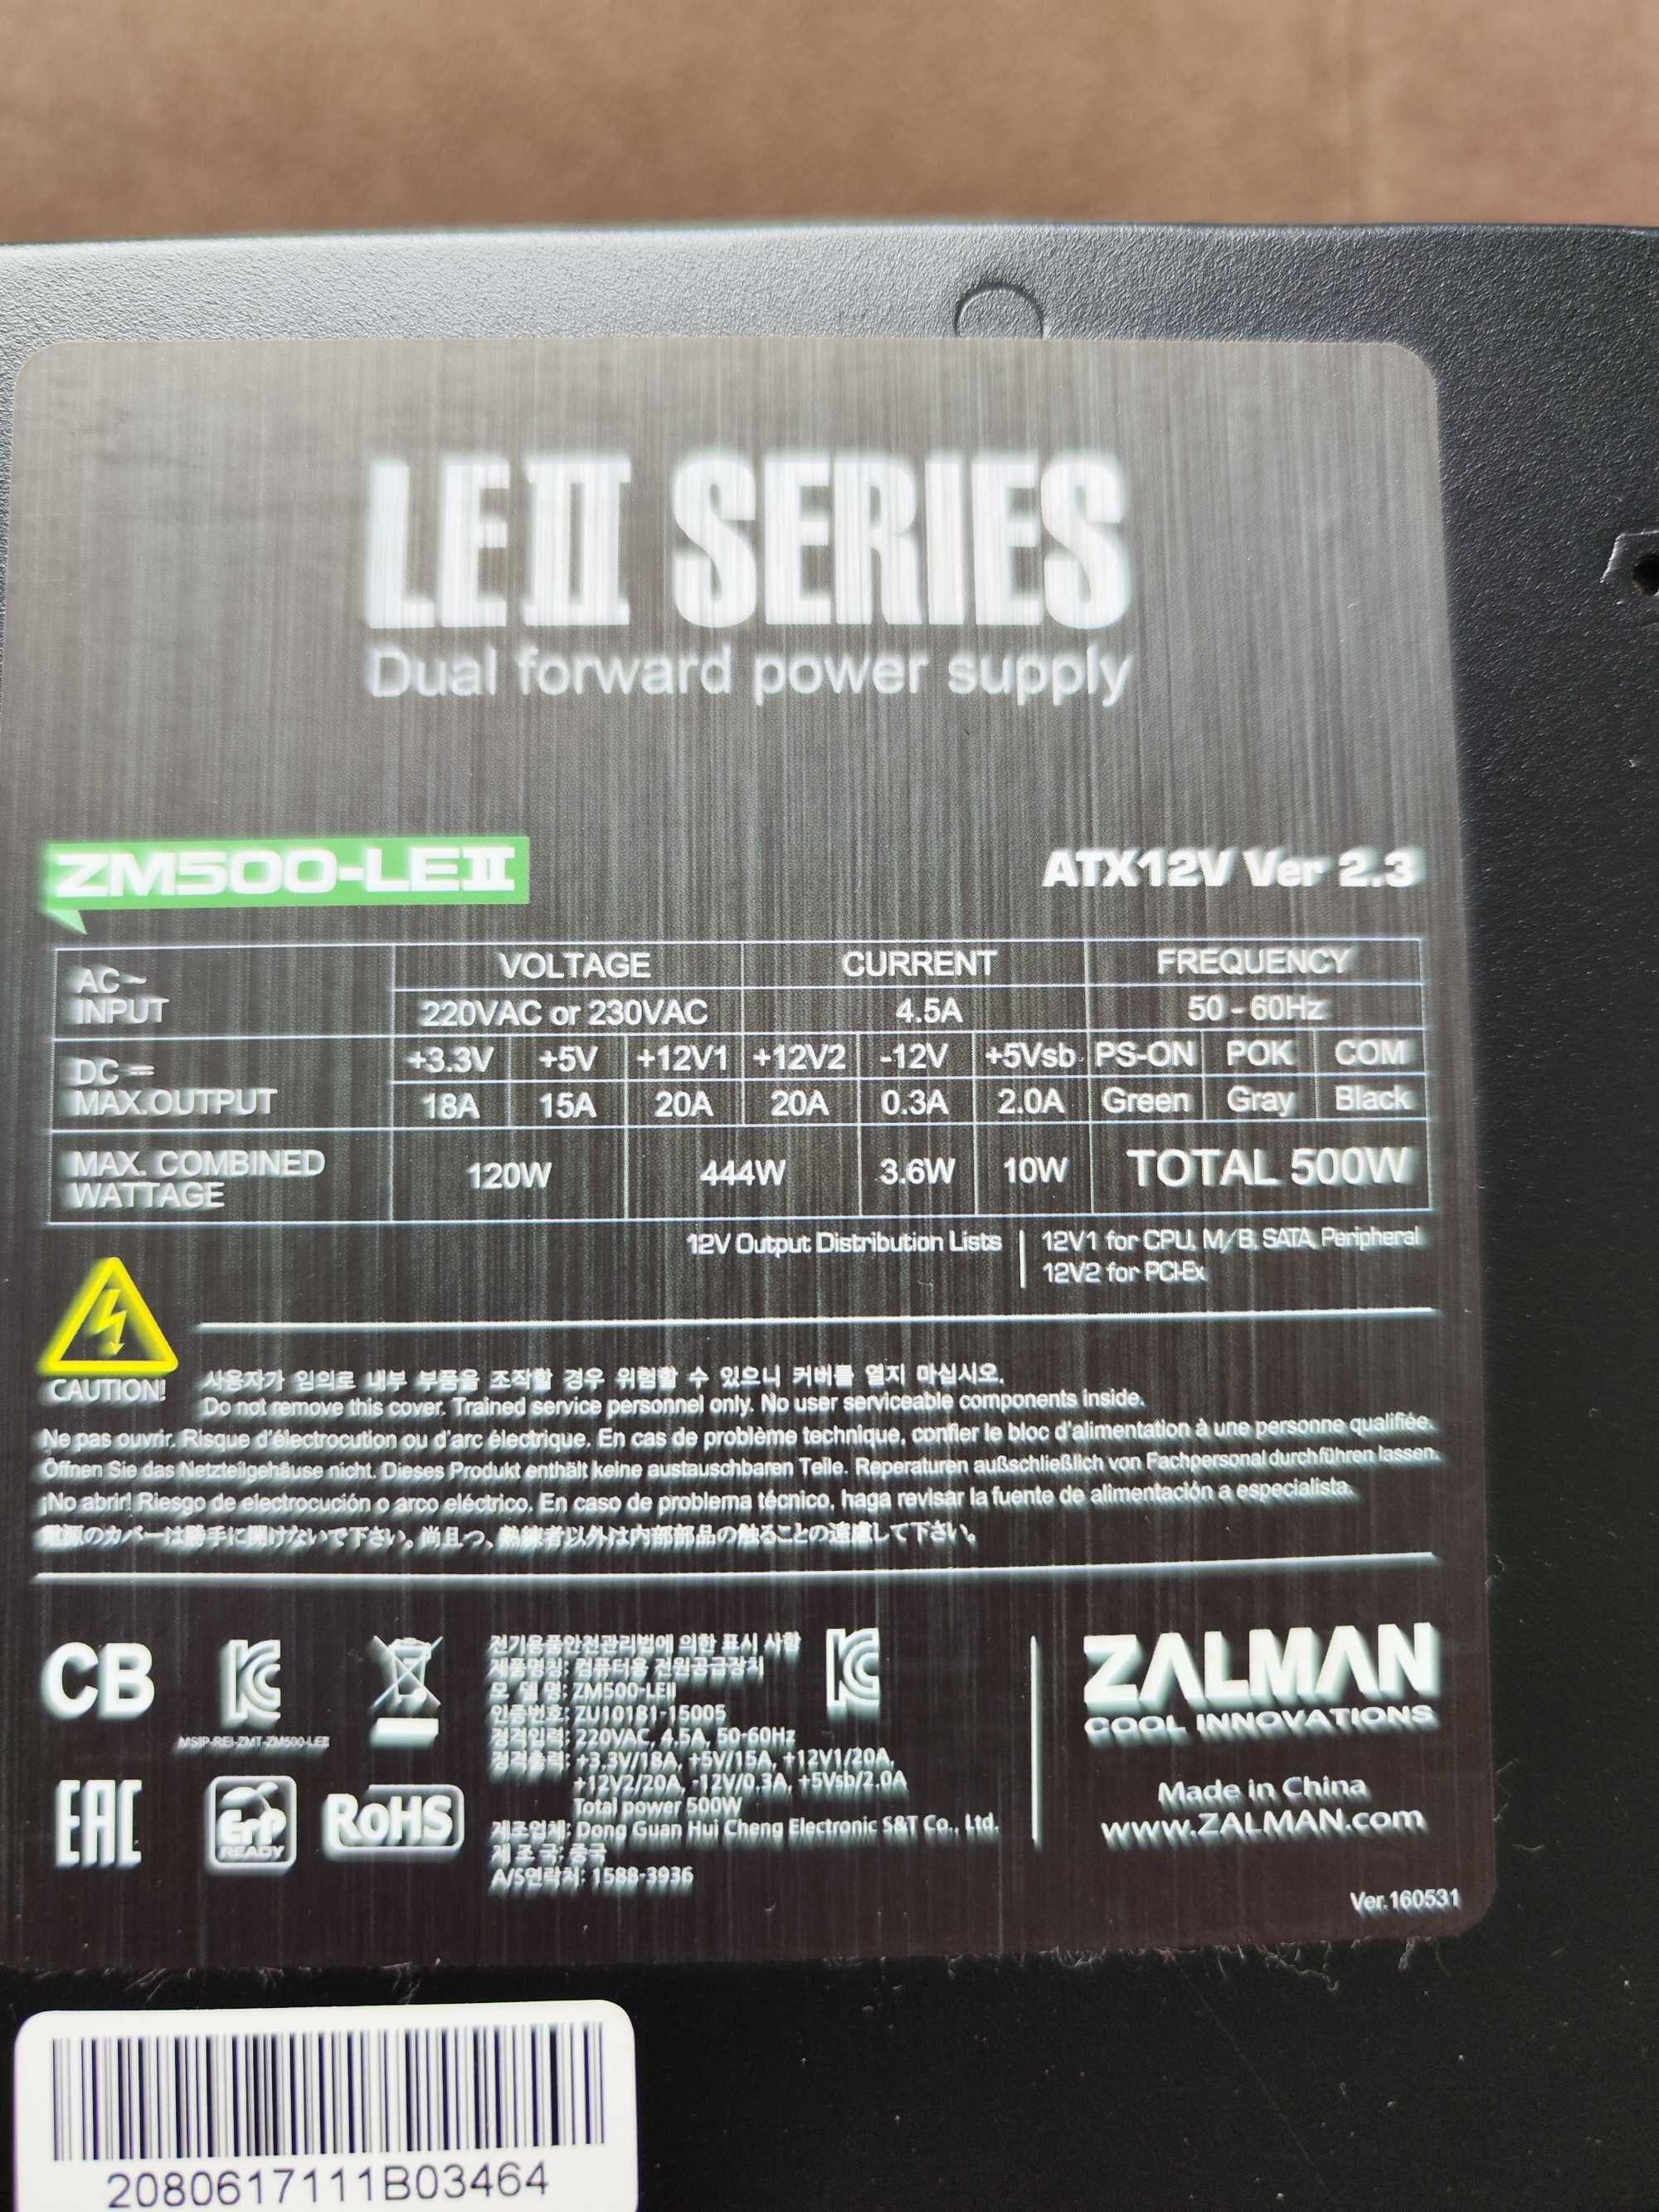 LEII SERIES
Dual forward power supply
ZM500-LEII
ATX12V Ver 2.3
AC~ INPUT VOLTAGE CURRENT FREQUENCY
220VAC or 230VAC 4.5A 50 - 60Hz
DC⎓ MAX.OUTPUT +3.3V +5V +12V1 +12V2 -12V +5Vsb PS-ON POK COM
18A 15A 20A 20A 0.3A 2.0A Green Gray Black
MAX. COMBINED WATTAGE 120W 444W 3.6W 10W TOTAL 500W
12V Output Distribution Lists 12V1 for CPU, M/B, SATA, Peripheral
12V2 for PCI-Ex
CAUTION!
사용자가 임의로 내부 부품을 조작할 경우 위험할 수 있으니 커버를 열지 마십시오.
Do not remove this cover. Trained service personnel only. No user serviceable components inside.
Ne pas ouvrir. Risque d'électrocution ou d'arc électrique. En cas de problème technique, confier le bloc d'alimentation à une personne qualifiée.
Öffnen Sie das Netzteilgehäuse nicht. Dieses Produkt enthält keine austauschbaren Teile. Reperaturen außschließlich von Fachpersonal durchführen lassen.
¡No abrir! Riesgo de electrocución o arco eléctrico. En caso de problema técnico, haga revisar la fuente de alimentación a especialista.
電源のカバーは勝手に開けないで下さい。尚且つ、熟練者以外は内部部品の触ることの遠慮して下さい。
CB
MSIP-REI-ZMT-ZM500-LEII
EAC
ErP
READY
RoHS
전기용품안전관리법에 의한 표시 사항
제품명칭: 컴퓨터용 전원공급장치
모 델 명: ZM500-LEII
인증번호: ZU10181-15005
정격입력: 220VAC, 4.5A, 50-60Hz
정격출력: +3.3V/18A, +5V/15A, +12V1/20A,
+12V2/20A, -12V/0.3A, +5Vsb/2.0A
Total power 500W
제조업체: Dong Guan Hui Cheng Electronic S&T Co., Ltd.
제 조 국: 중국
A/S연락처: 1588-3936
ZALMAN
COOL INNOVATIONS
Made in China
www.ZALMAN.com
Ver.160531
2080617111B03464